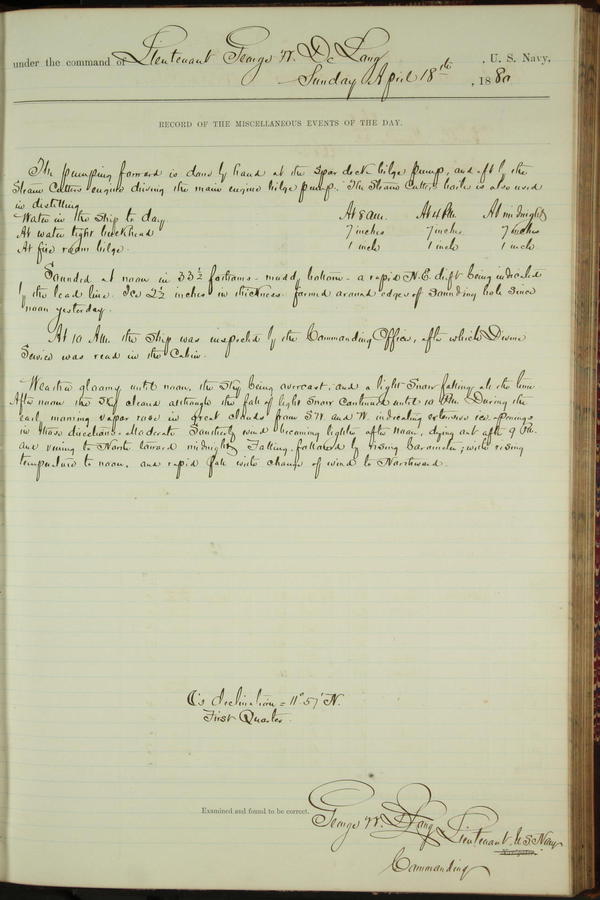 under the command of Lieutenant George W. De Long, U. S. Navy,
Sunday April 18th, 1880
RECORD OF THE MISCELLANEOUS EVENTS OF THE DAY.
The pumping forward is done by hand at the spar deck bilge pump, and aft by the
Steam Cutters engine driving the main engine bilge pump. The Steam Cutters boiler is also used
in distilling.
Water in the ship to day At 8 a.m. At 4 P.M. At midnight
At water tight bulkhead 7 inches 7 inches 7 inches
At fire room bilge. 1 inch 1 inch 1 inch
Sounded at noon in 33½ fathoms - muddy bottom - a rapid N.E. drift being indicated
by the lead line. Ice 2½ inches in thickness formed around edges of sounding hole since
noon yesterday.
At 10 A.M. the ship was inspected by the Commanding Officer, after which Divine
Service was read in the Cabin.
Weather gloomy until noon, the sky being overcast, and a light snow falling all the time
After noon the sky cleared although the fall of light snow continued until 10 P.M. During the
early morning vapor rose in great clouds from S.W. and W. indicating extensive ice-openings
in those directions. Moderate Southerly wind becoming lighter after noon, dying out after 9 P.M.
and veering to North toward midnight. Falling, followed by rising barometer; with rising
temperature to noon, and rapid fall with change of wind to Northward.
☾'s declination = 11° 57' N.
First Quarter.
Examined and found to be correct.
George W. De Long Lieutenant U.S. Navy
Navigator.
Commanding